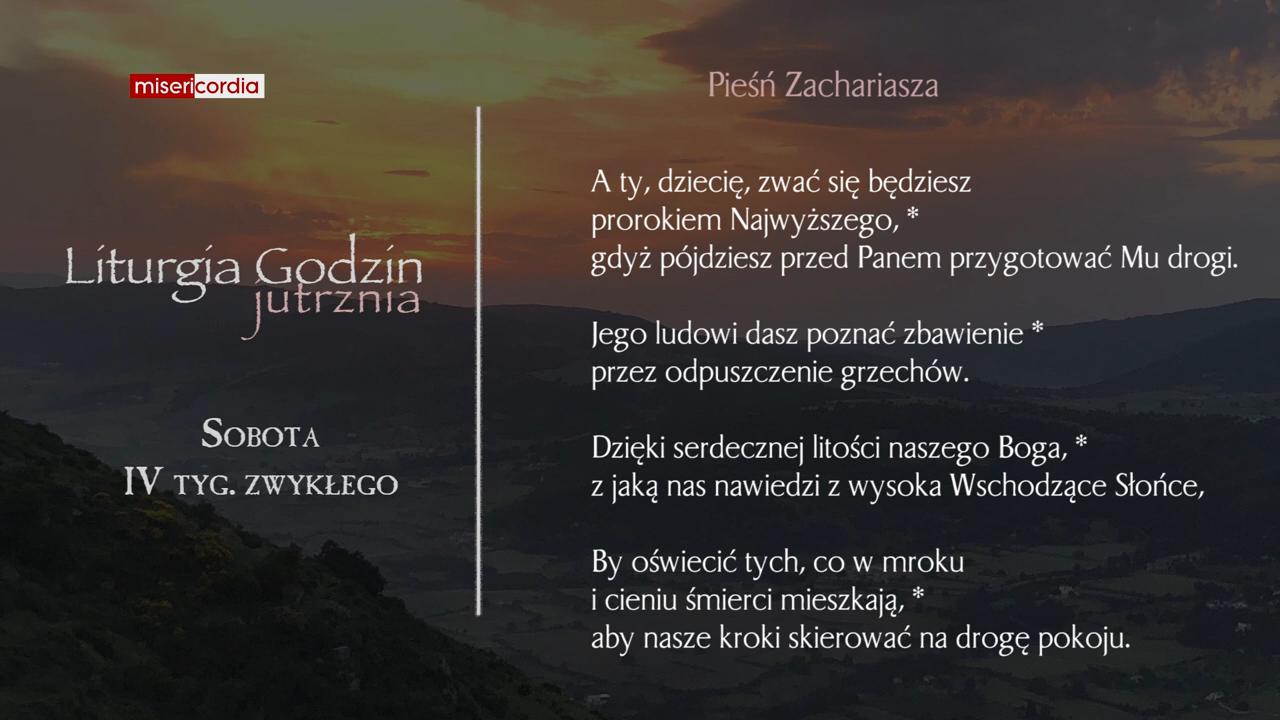 misericordia
Liturgia Godzin
jutrznia
Sobota
IV tyg. zwykłego
Pieśń Zachariasza
A ty, dziecię, zwać się będziesz
prorokiem Najwyższego, *
gdyż pójdziesz przed Panem przygotować Mu drogi.
Jego ludowi dasz poznać zbawienie *
przez odpuszczenie grzechów.
Dzięki serdecznej litości naszego Boga, *
z jaką nas nawiedzi z wysoka Wschodzące Słońce,
By oświecić tych, co w mroku
i cieniu śmierci mieszkają, *
aby nasze kroki skierować na drogę pokoju.